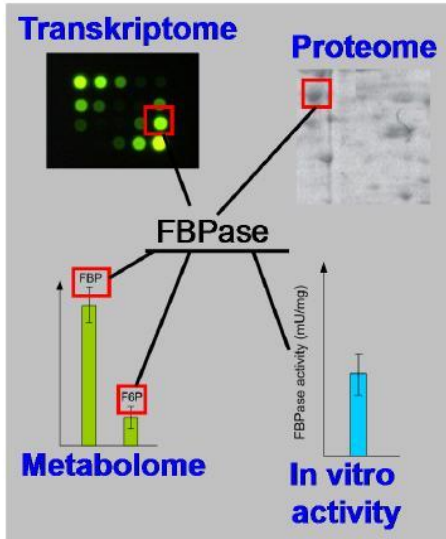 Transkriptome
Proteome
FBPase
FBP
F6P
FBPase activity (mU/mg)
Metabolome
In vitro
activity